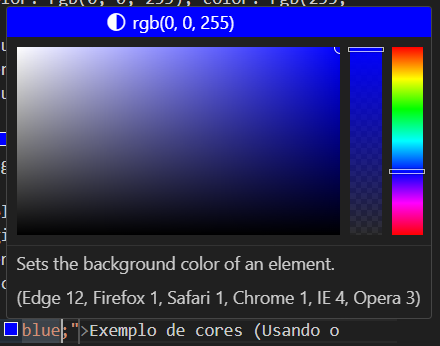 lor: rgb(0, 0, 255); color: rgb(255,
rgb(0, 0, 255)
Sets the background color of an element.
(Edge 12, Firefox 1, Safari 1, Chrome 1, IE 4, Opera 3)
blue;">Exemplo de cores (Usando o